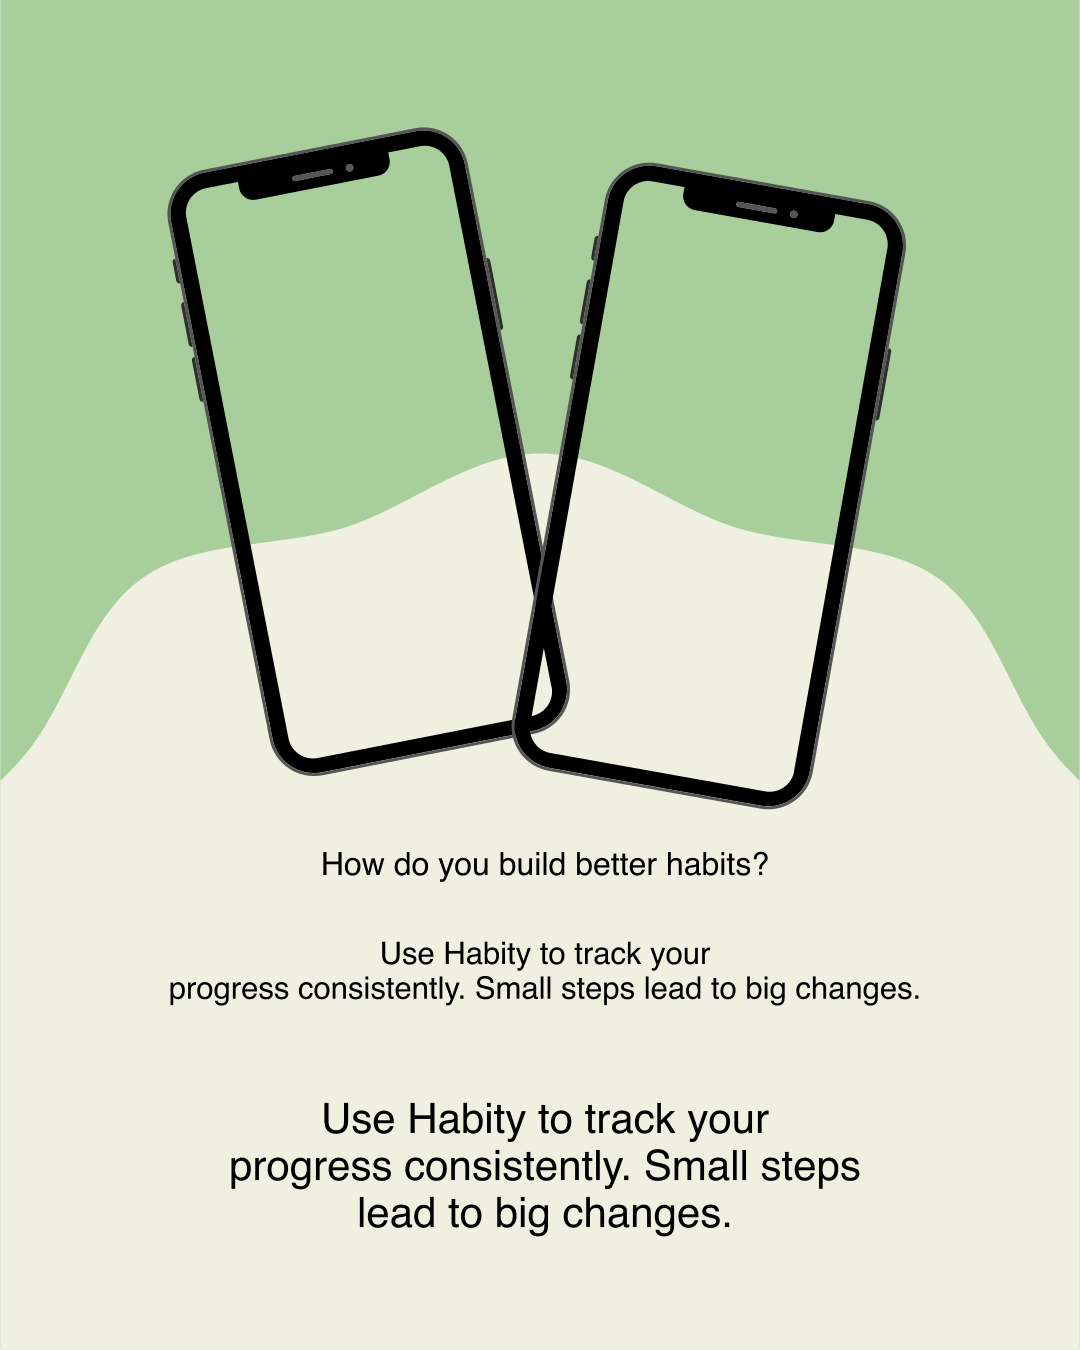 How do you build better habits?
Use Habity to track your
progress consistently. Small steps lead to big changes.
Use Habity to track your
progress consistently. Small steps
lead to big changes.